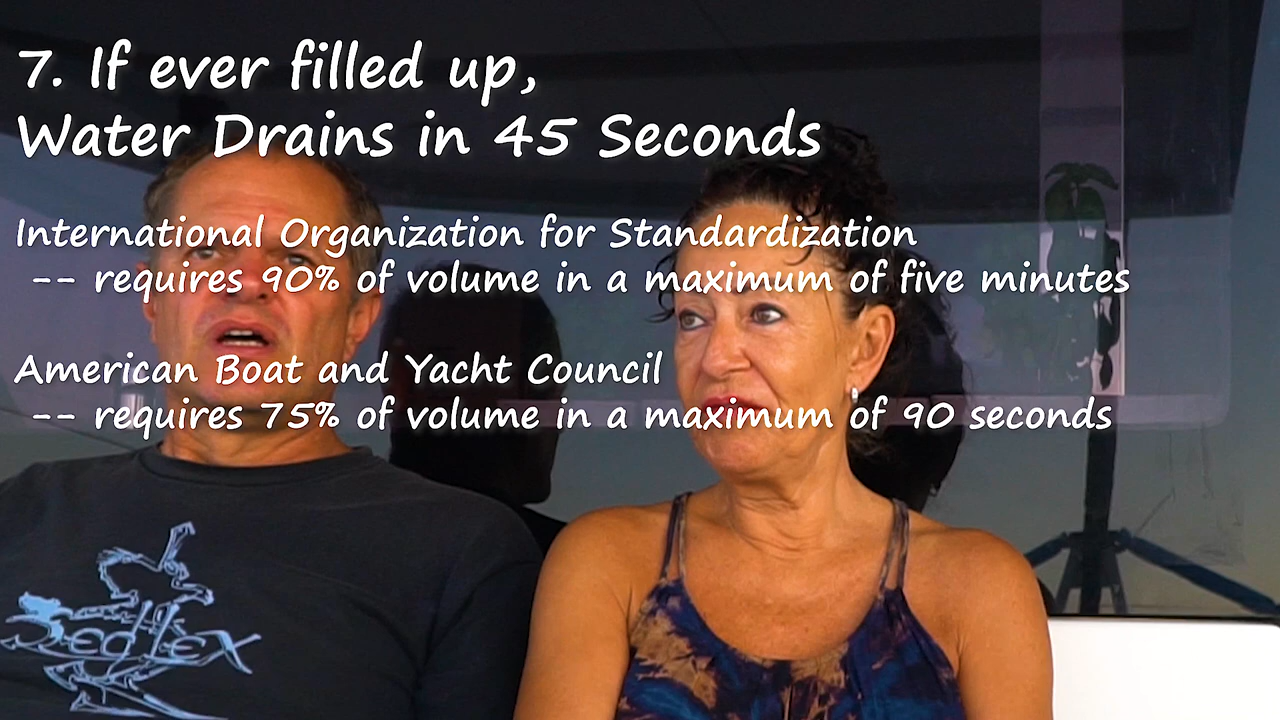 7. If ever filled up,
Water Drains in 45 Seconds
International Organization for Standardization
-- requires 90% of volume in a maximum of five minutes
American Boat and Yacht Council
-- requires 75% of volume in a maximum of 90 seconds